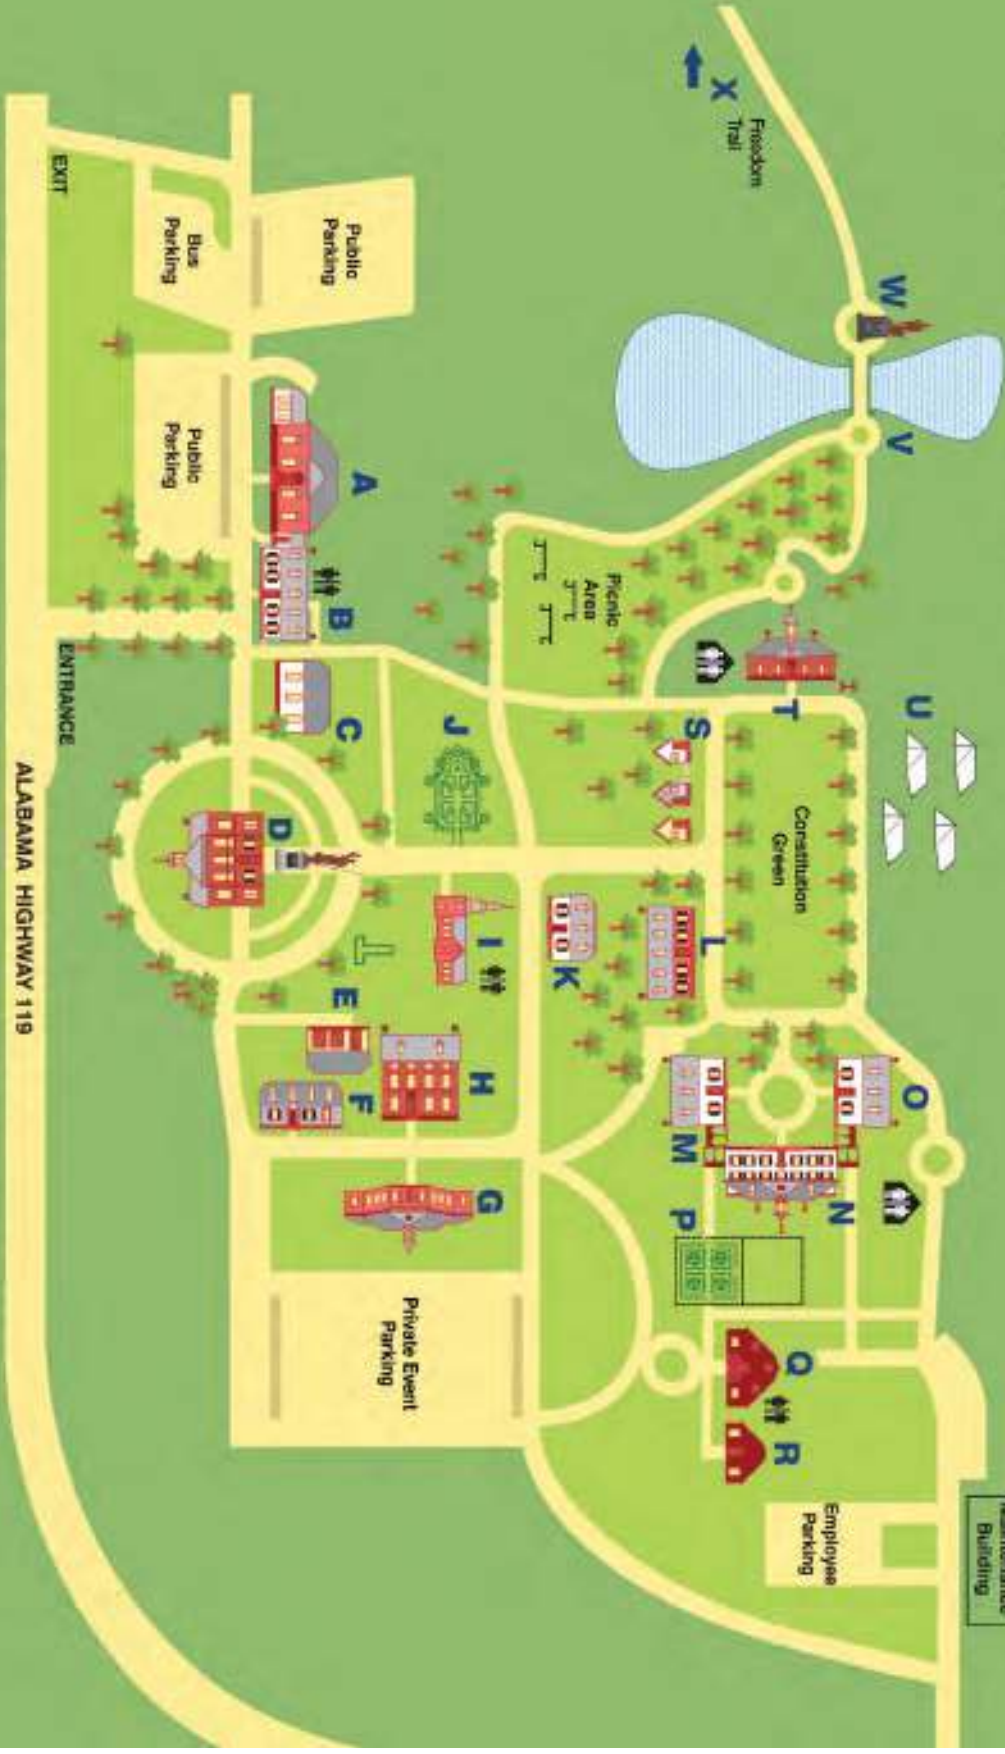 Building
W
V
U
O
N
Employee
Parking
Constitution
Green
T
Q
R
X
Freedom
Trail
S
L
M
P
Picnic
Area
K
J
I
H
G
Private Event
Parking
A
B
C
D
E
F
Public
Parking
Bus
Parking
Public
Parking
EXIT
ENTRANCE
ALABAMA HIGHWAY 119